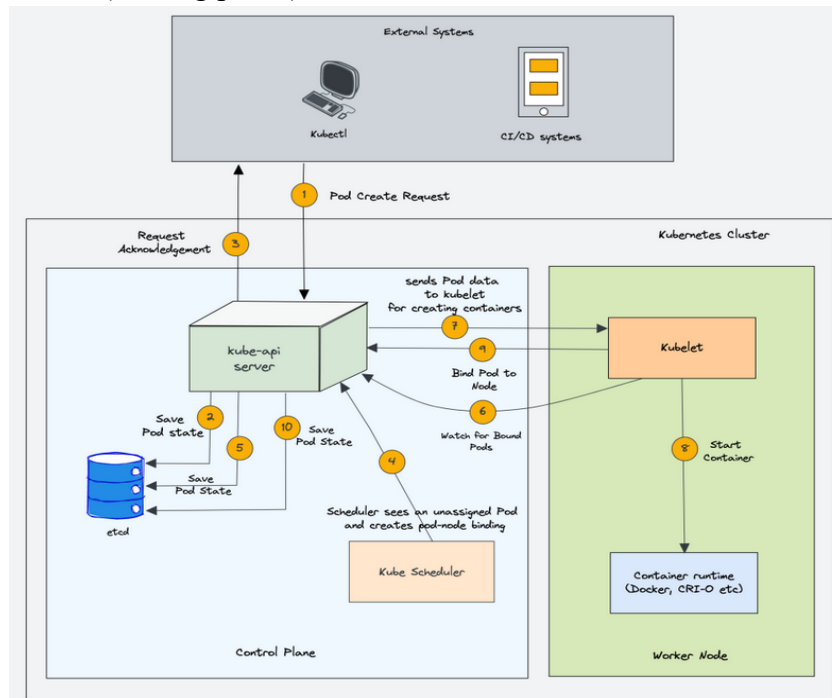 External Systems
Kubectl
CI/CD systems
1
Pod Create Request
Request
Acknowledgement
3
Kubernetes Cluster
sends Pod data
to kubelet
for creating containers
7
kube-api
server
Kubelet
9
Bind Pod to
Node
6
Watch for Bound
Pods
Save
Pod state
2
5
10
Save
Pod State
Save
Pod State
4
8
Start
Container
etcd
Scheduler sees an unassigned Pod
and creates pod-node binding
Kube Scheduler
Container runtime
(Docker, CRI-O etc)
Control Plane
Worker Node